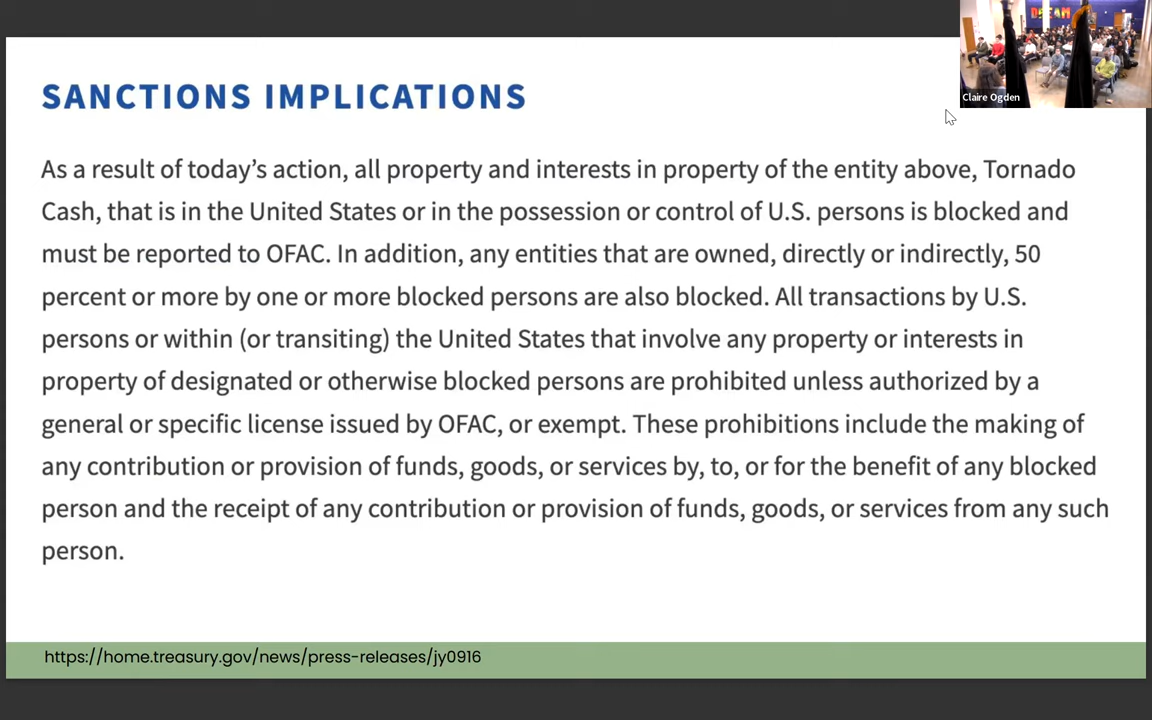 DREAM
Claire Ogden
SANCTIONS IMPLICATIONS
As a result of today’s action, all property and interests in property of the entity above, Tornado
Cash, that is in the United States or in the possession or control of U.S. persons is blocked and
must be reported to OFAC. In addition, any entities that are owned, directly or indirectly, 50
percent or more by one or more blocked persons are also blocked. All transactions by U.S.
persons or within (or transiting) the United States that involve any property or interests in
property of designated or otherwise blocked persons are prohibited unless authorized by a
general or specific license issued by OFAC, or exempt. These prohibitions include the making of
any contribution or provision of funds, goods, or services by, to, or for the benefit of any blocked
person and the receipt of any contribution or provision of funds, goods, or services from any such
person.
https://home.treasury.gov/news/press-releases/jy0916